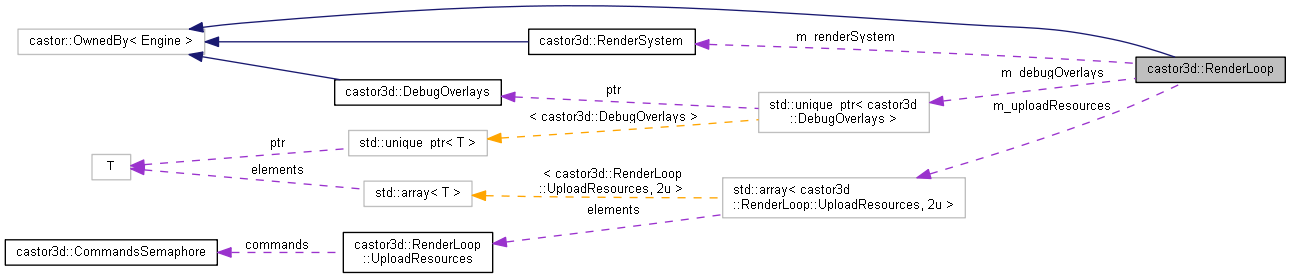 castor::OwnedBy< Engine >
castor3d::RenderSystem
m_renderSystem
castor3d::RenderLoop
castor3d::DebugOverlays
ptr
m_debugOverlays
std::unique_ptr< castor3d
::DebugOverlays >
m_uploadResources
< castor3d::DebugOverlays >
std::unique_ptr< T >
ptr
T
elements
std::array< T >
< castor3d::RenderLoop
::UploadResources, 2u >
std::array< castor3d
::RenderLoop::UploadResources, 2u >
elements
castor3d::CommandsSemaphore
commands
castor3d::RenderLoop
::UploadResources